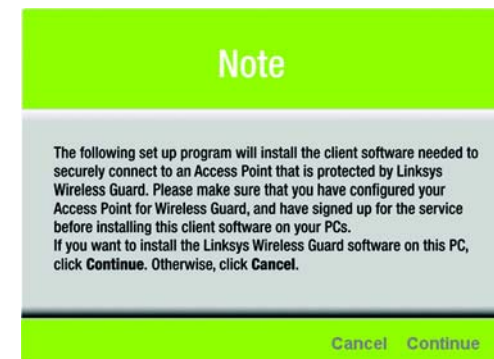 Note
The following set up program will install the client software needed to
securely connect to an Access Point that is protected by Linksys
Wireless Guard. Please make sure that you have configured your
Access Point for Wireless Guard, and have signed up for the service
before installing this client software on your PCs.
If you want to install the Linksys Wireless Guard software on this PC,
click Continue. Otherwise, click Cancel.
Cancel Continue